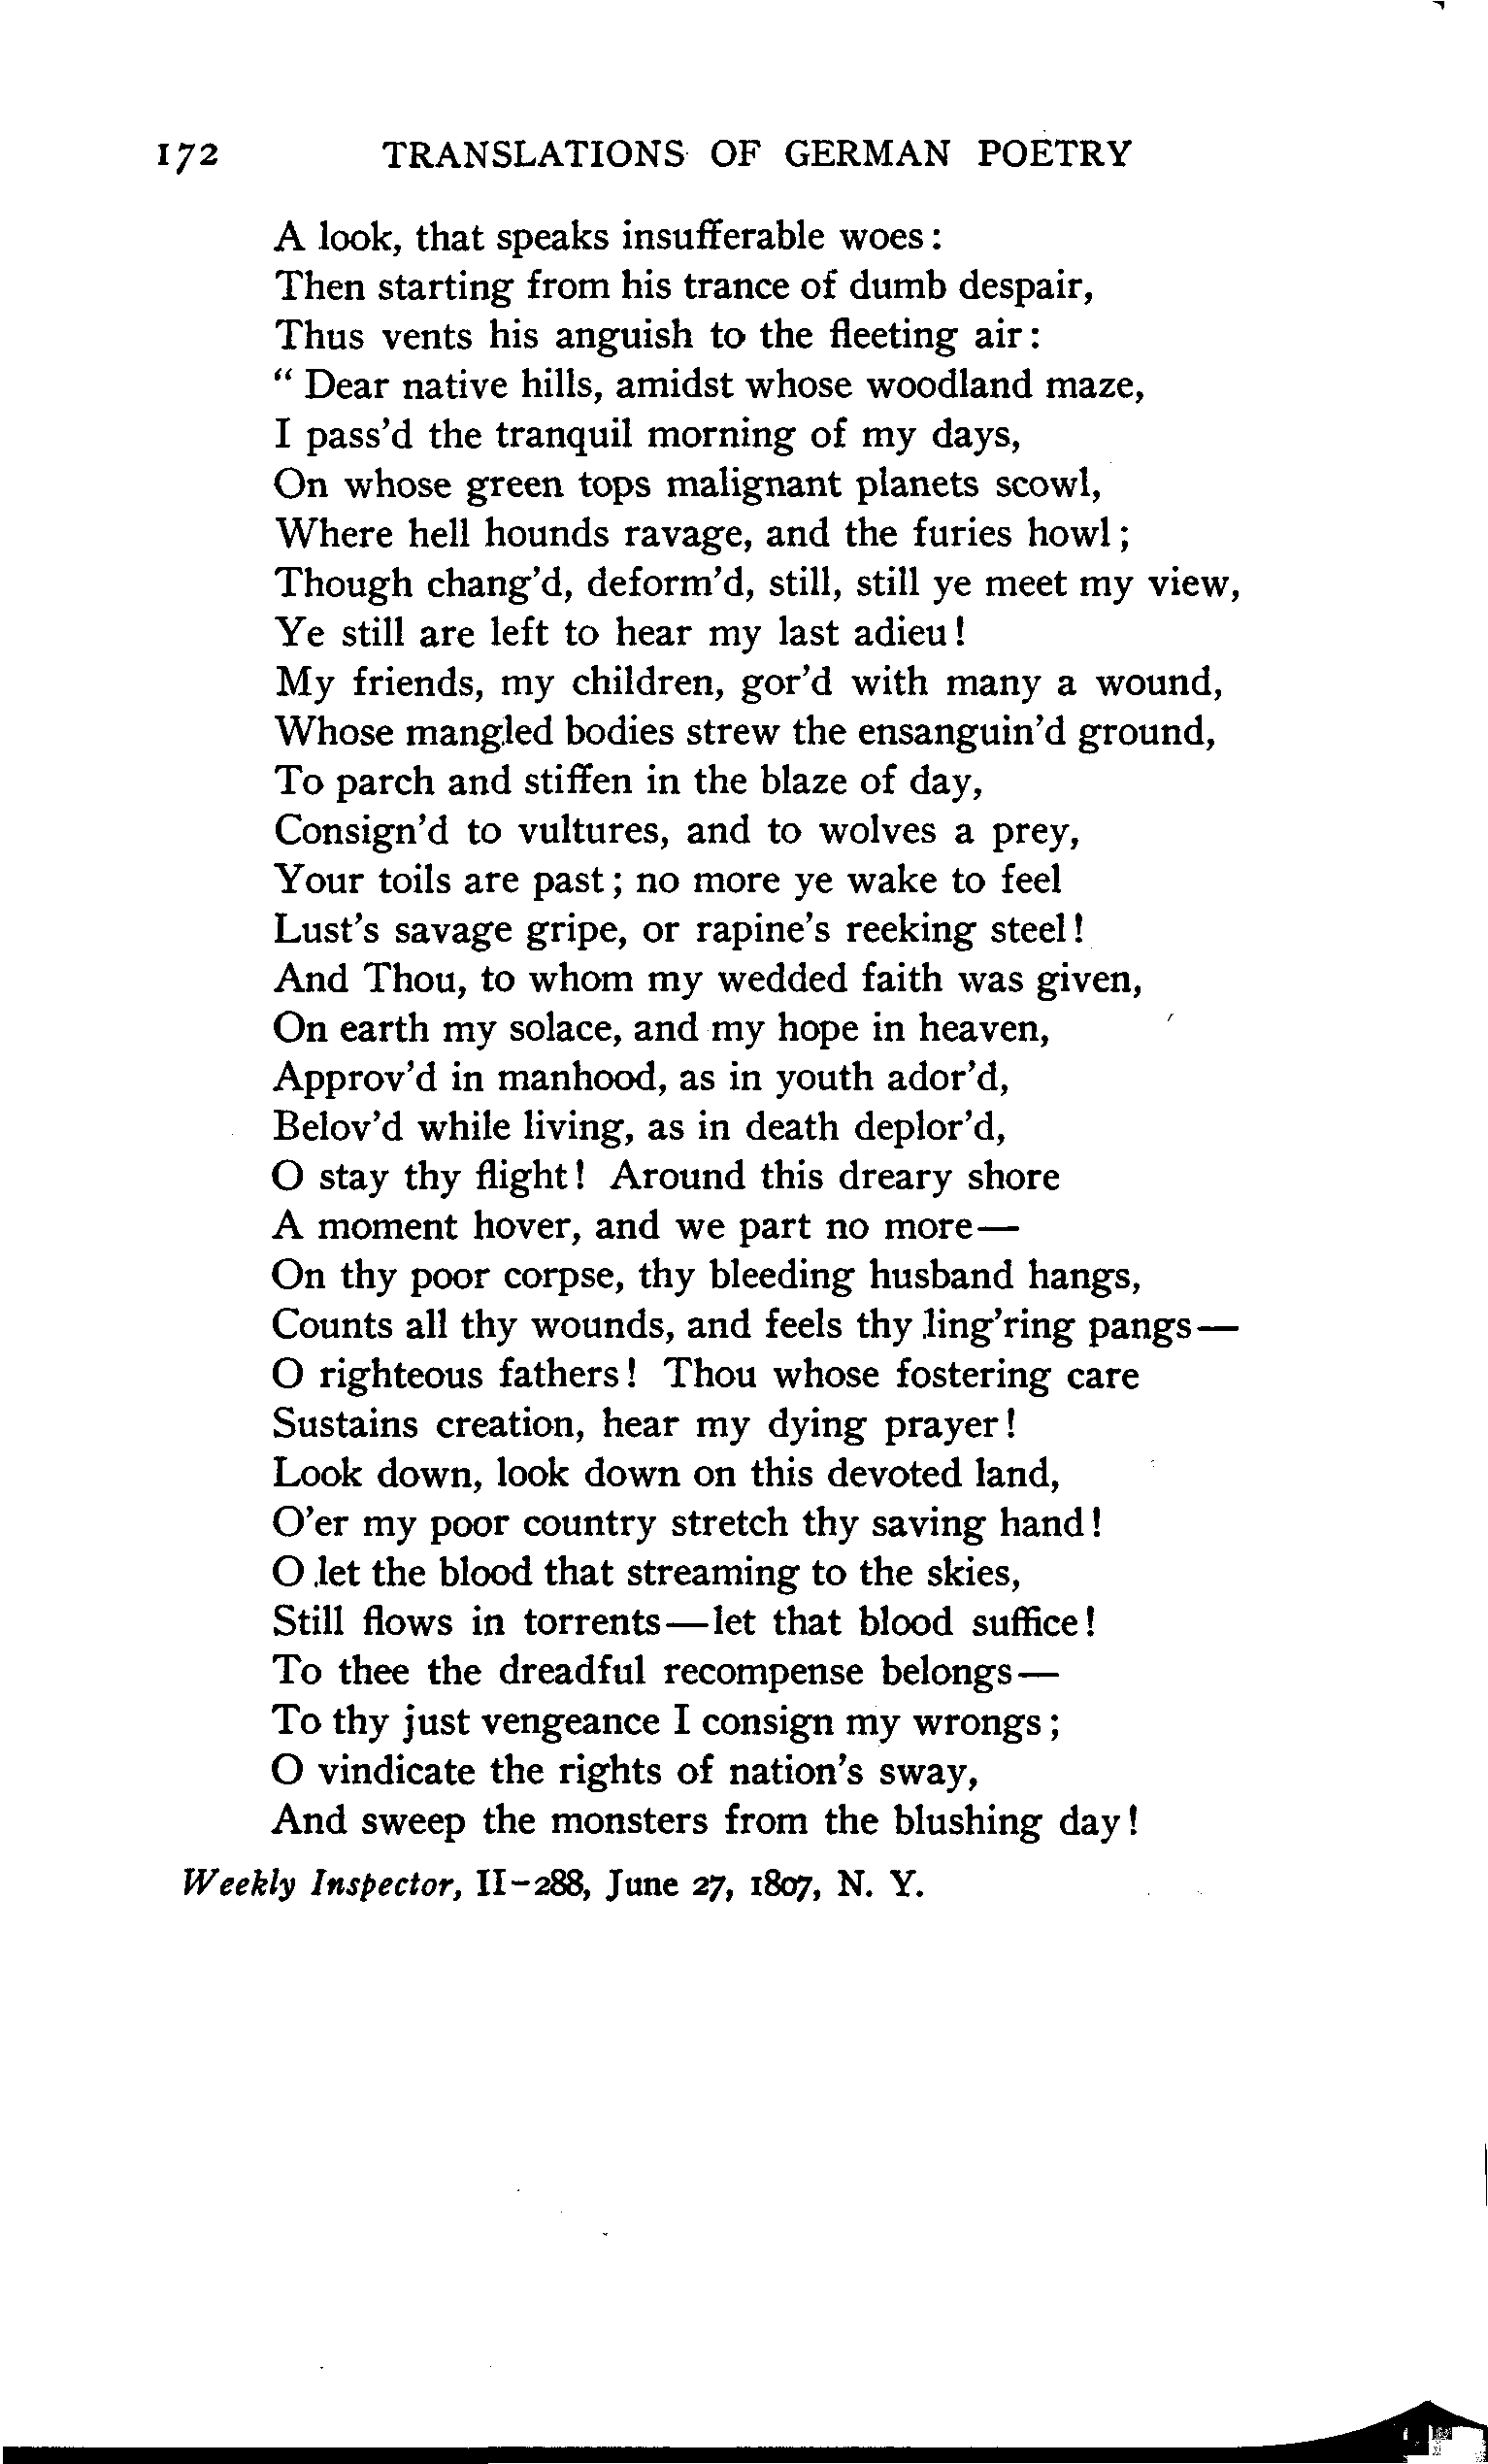 172 TRANSLATIONS OF GERMAN POETRY
A look, that speaks insufferable woes:
Then starting from his trance of dumb despair,
Thus vents his anguish to the fleeting air:
“ Dear native hills, amidst whose woodland maze,
I pass’d the tranquil morning of my days,
On whose green tops malignant planets scowl,
Where hell hounds ravage, and the furies howl;
Though chang’d, deform’d, still, still ye meet my view,
Ye still are left to hear my last adieu!
My friends, my children, gor’d with many a wound,
Whose mangled bodies strew the ensanguin’d ground,
To parch and stiffen in the blaze of day,
Consign’d to vultures, and to wolves a prey,
Your toils are past; no more ye wake to feel
Lust’s savage gripe, or rapine’s reeking steel!
And Thou, to whom my wedded faith was given,
On earth my solace, and my hope in heaven,
Approv’d in manhood, as in youth ador’d,
Belov’d while living, as in death deplor’d,
O stay thy flight! Around this dreary shore
A moment hover, and we part no more—
On thy poor corpse, thy bleeding husband hangs,
Counts all thy wounds, and feels thy ling’ring pangs—
O righteous fathers! Thou whose fostering care
Sustains creation, hear my dying prayer!
Look down, look down on this devoted land,
O’er my poor country stretch thy saving hand!
O let the blood that streaming to the skies,
Still flows in torrents—let that blood suffice!
To thee the dreadful recompense belongs—
To thy just vengeance I consign my wrongs;
O vindicate the rights of nation’s sway,
And sweep the monsters from the blushing day!
Weekly Inspector, II-288, June 27, 1807, N. Y.